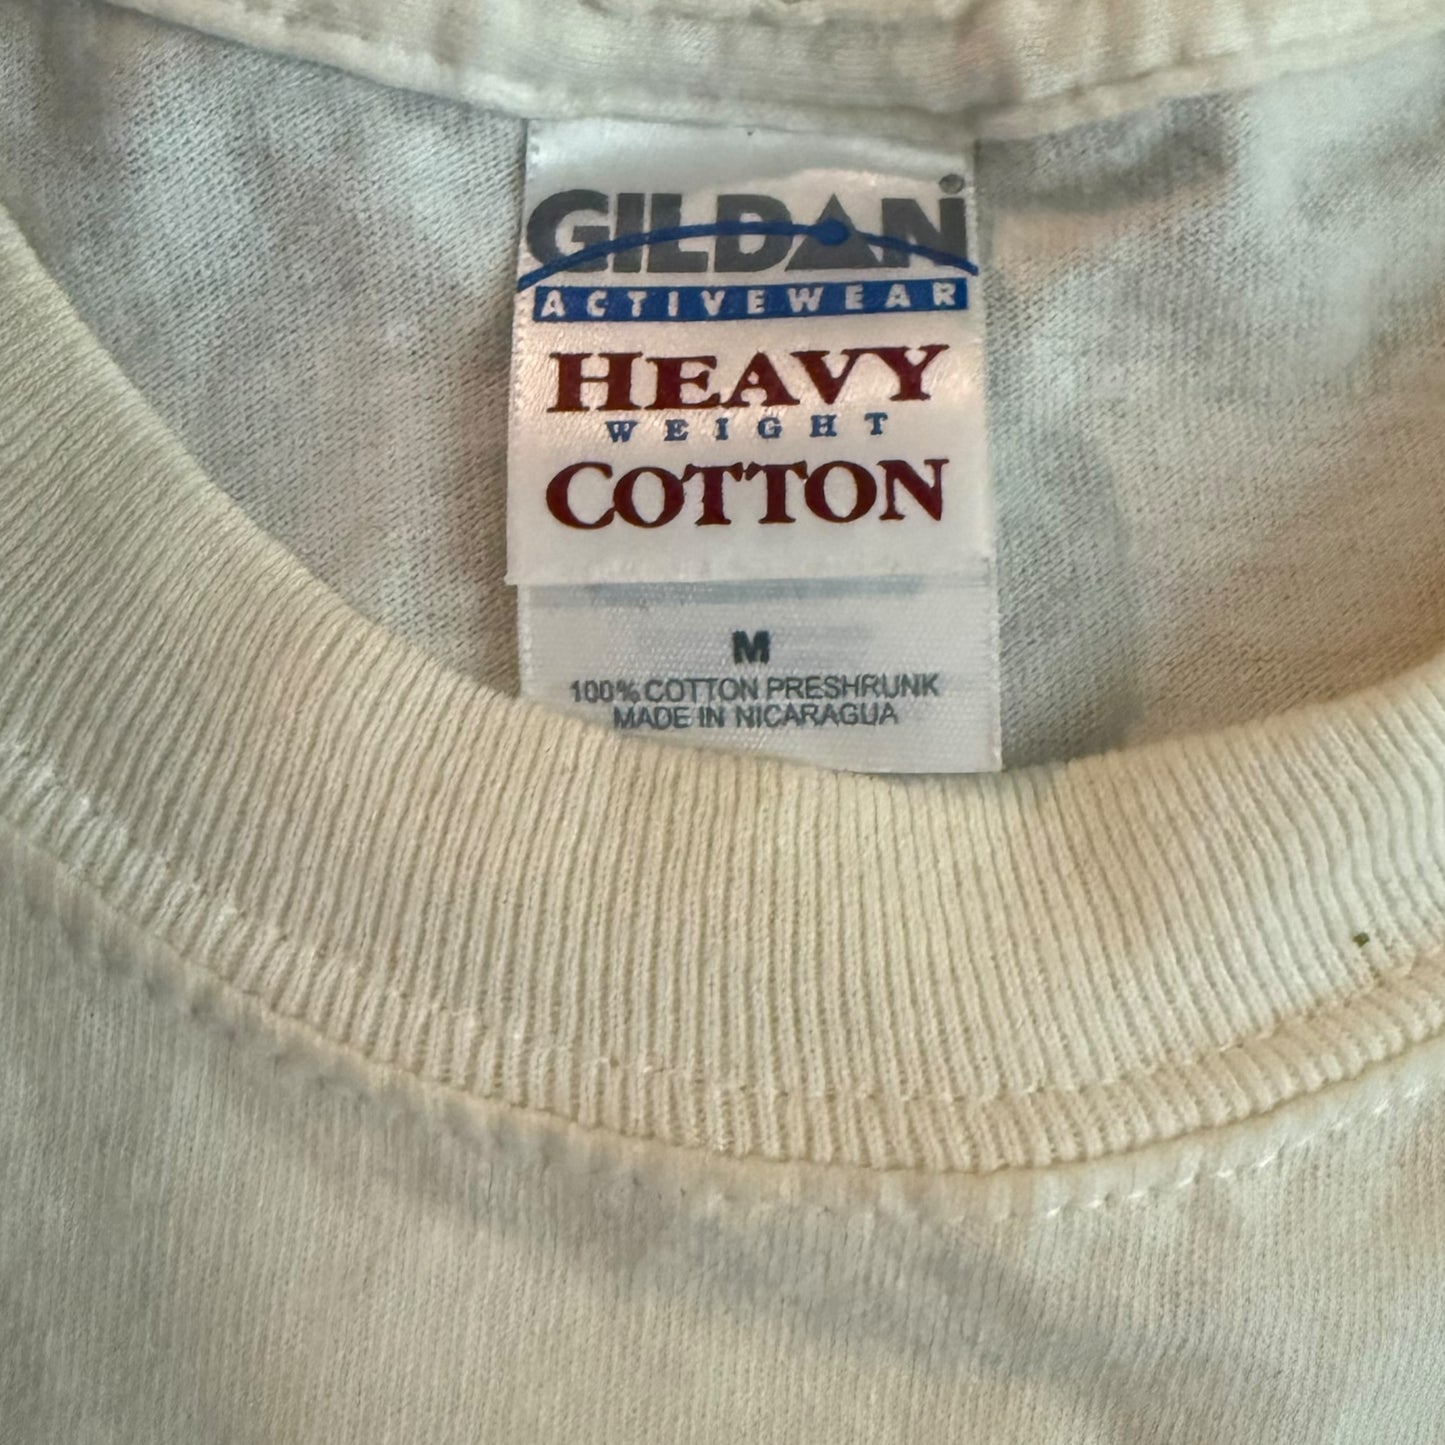 GILDAN
ACTIVEWEAR
HEAVY
WEIGHT
COTTON
M
100% COTTON PRESHRUNK
MADE IN NICARAGUA